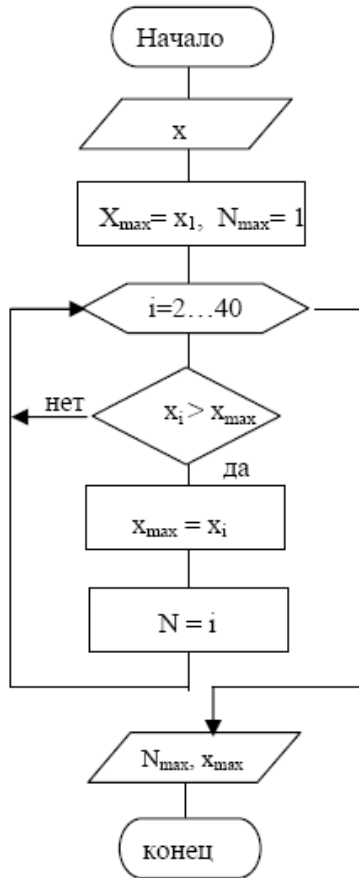 Начало
x
Xmax= x1, Nmax= 1
i=2…40
xi > xmax
нет
да
xmax = xi
N = i
Nmax, xmax
конец